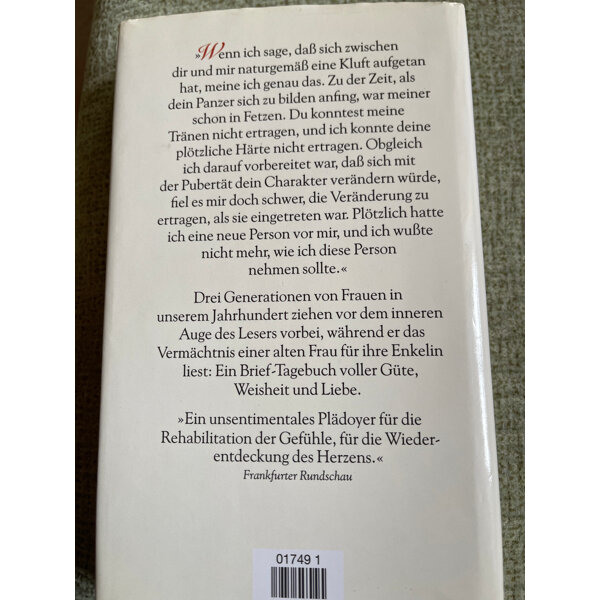 »Wenn ich sage, daß sich zwischen
dir und mir naturgemäß eine Kluft aufgetan
hat, meine ich genau das. Zu der Zeit, als
dein Panzer sich zu bilden anfing, war meiner
schon in Fetzen. Du konntest meine
Tränen nicht ertragen, und ich konnte deine
plötzliche Härte nicht ertragen. Obgleich
ich darauf vorbereitet war, daß sich mit
der Pubertät dein Charakter verändern würde,
fiel es mir doch schwer, die Veränderung zu
ertragen, als sie eingetreten war. Plötzlich hatte
ich eine neue Person vor mir, und ich wußte
nicht mehr, wie ich diese Person
nehmen sollte.«
Drei Generationen von Frauen in
unserem Jahrhundert ziehen vor dem inneren
Auge des Lesers vorbei, während er das
Vermächtnis einer alten Frau für ihre Enkelin
liest: Ein Brief-Tagebuch voller Güte,
Weisheit und Liebe.
»Ein unsentimentales Plädoyer für die
Rehabilitation der Gefühle, für die Wieder-
entdeckung des Herzens.«
Frankfurter Rundschau
01749 1